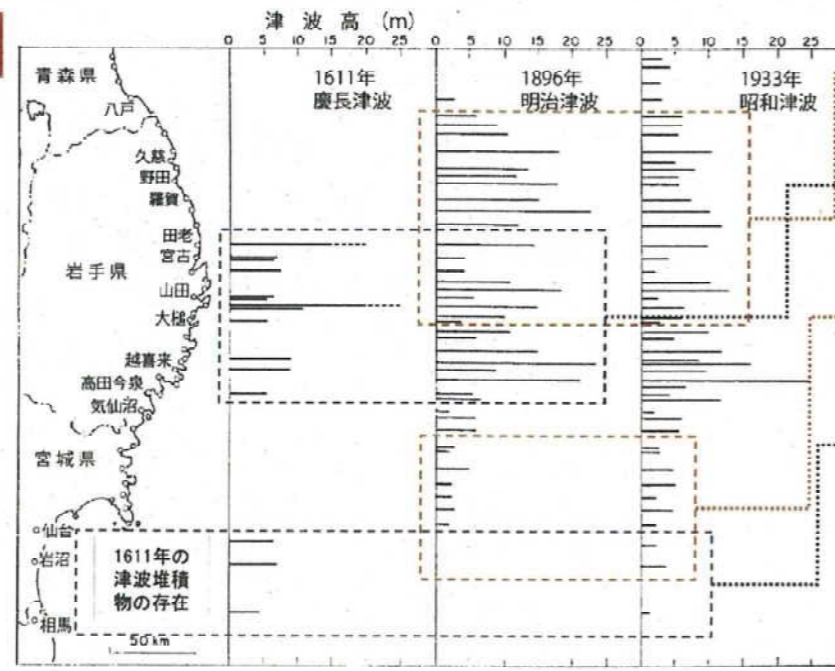 津波高 (m)
0 5 10 15 20 25 0 5 10 15 20 25 0 5 10 15 20 25
1611年
慶長津波
1896年
明治津波
1933年
昭和津波
青森県
八戸
久慈
野田
羅賀
田老
宮古
岩手県
山田
大槌
越喜来
高田今泉
気仙沼
宮城県
仙台
岩沼
相馬
1611年の
津波堆積
物の存在
50km